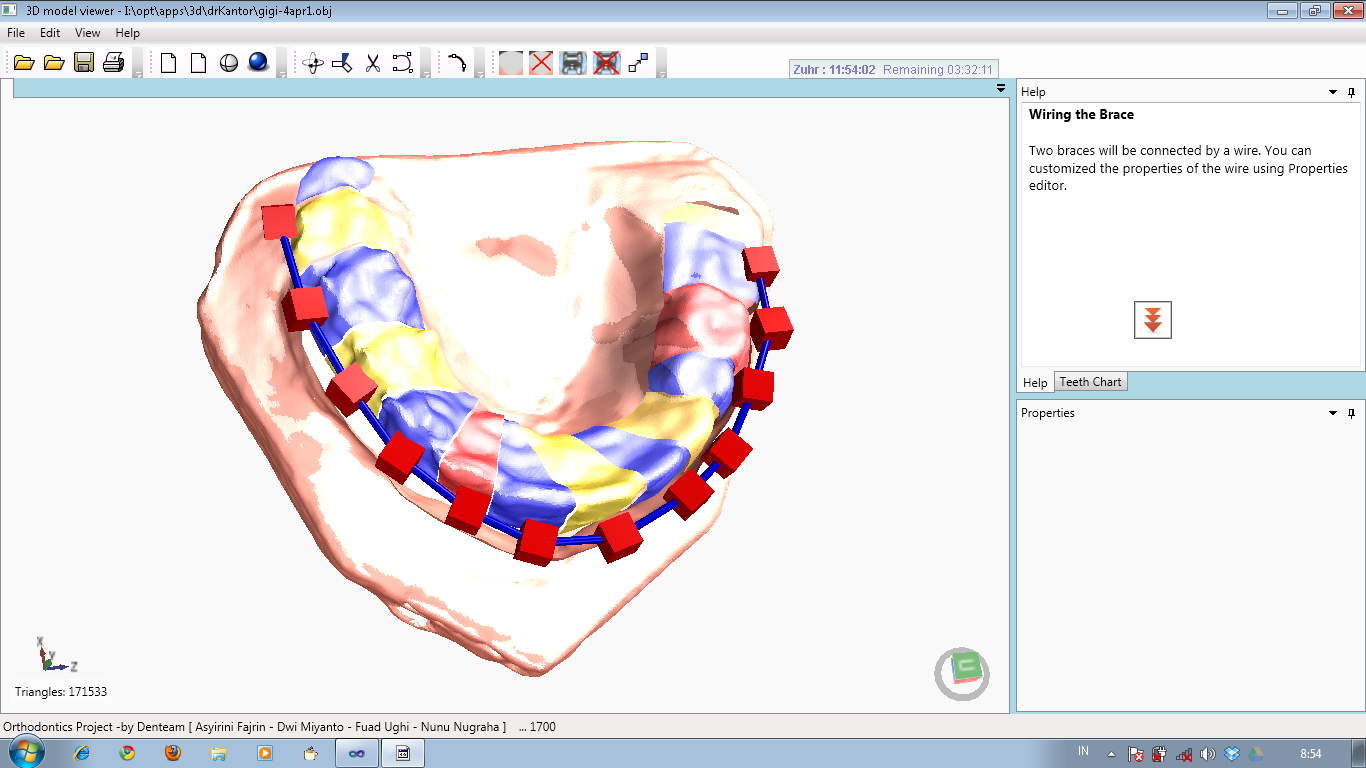 3D model viewer - I:\opt\apps\3d\drKantor\gigi-4apr1.obj
File Edit View Help
Zuhr : 11:54:02 Remaining 03:32:11
Help
Wiring the Brace
Two braces will be connected by a wire. You can
customized the properties of the wire using Properties
editor.
Help Teeth Chart
Properties
X
Y
Z
Triangles: 171533
Orthodontics Project -by Denteam [ Asyirini Fajrin - Dwi Miyanto - Fuad Ughi - Nunu Nugraha ] ... 1700
IN
8:54